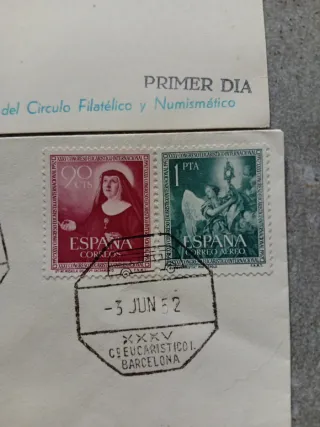 PRIMER DIA
del Circulo Filatélico y Numismático
90
CTS
ESPAÑA
CORREOS
1
PTA
ESPAÑA
CORREO AEREO
-3 JUN 52
XXXV
Cº EUCARISTICO I.
BARCELONA